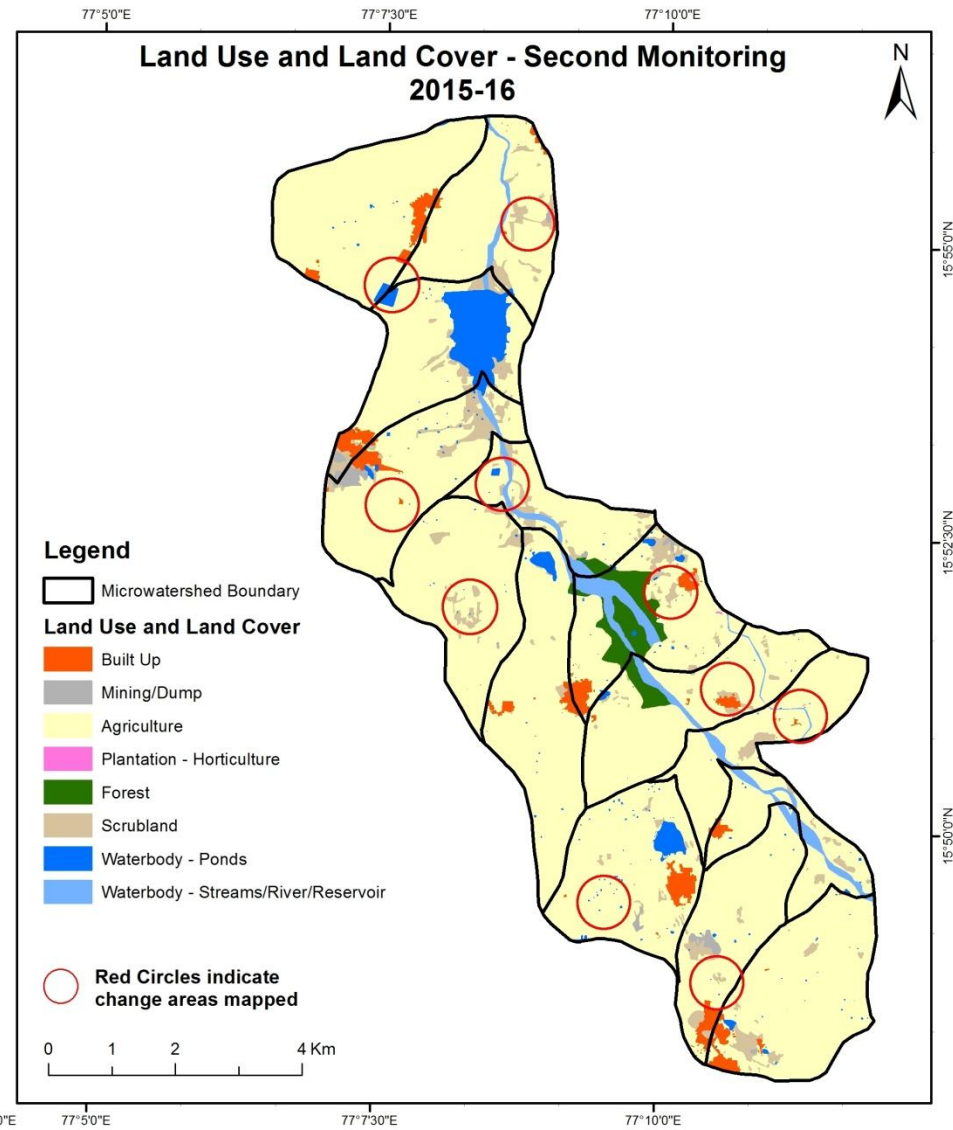 77°5'0"E 77°7'30"E 77°10'0"E
Land Use and Land Cover - Second Monitoring
2015-16
N
15°55'0"N
15°52'30"N
15°50'0"N
Legend
Microwatershed Boundary
Land Use and Land Cover
Built Up
Mining/Dump
Agriculture
Plantation - Horticulture
Forest
Scrubland
Waterbody - Ponds
Waterbody - Streams/River/Reservoir
Red Circles indicate
change areas mapped
0 1 2 4 Km
77°5'0"E 77°7'30"E 77°10'0"E